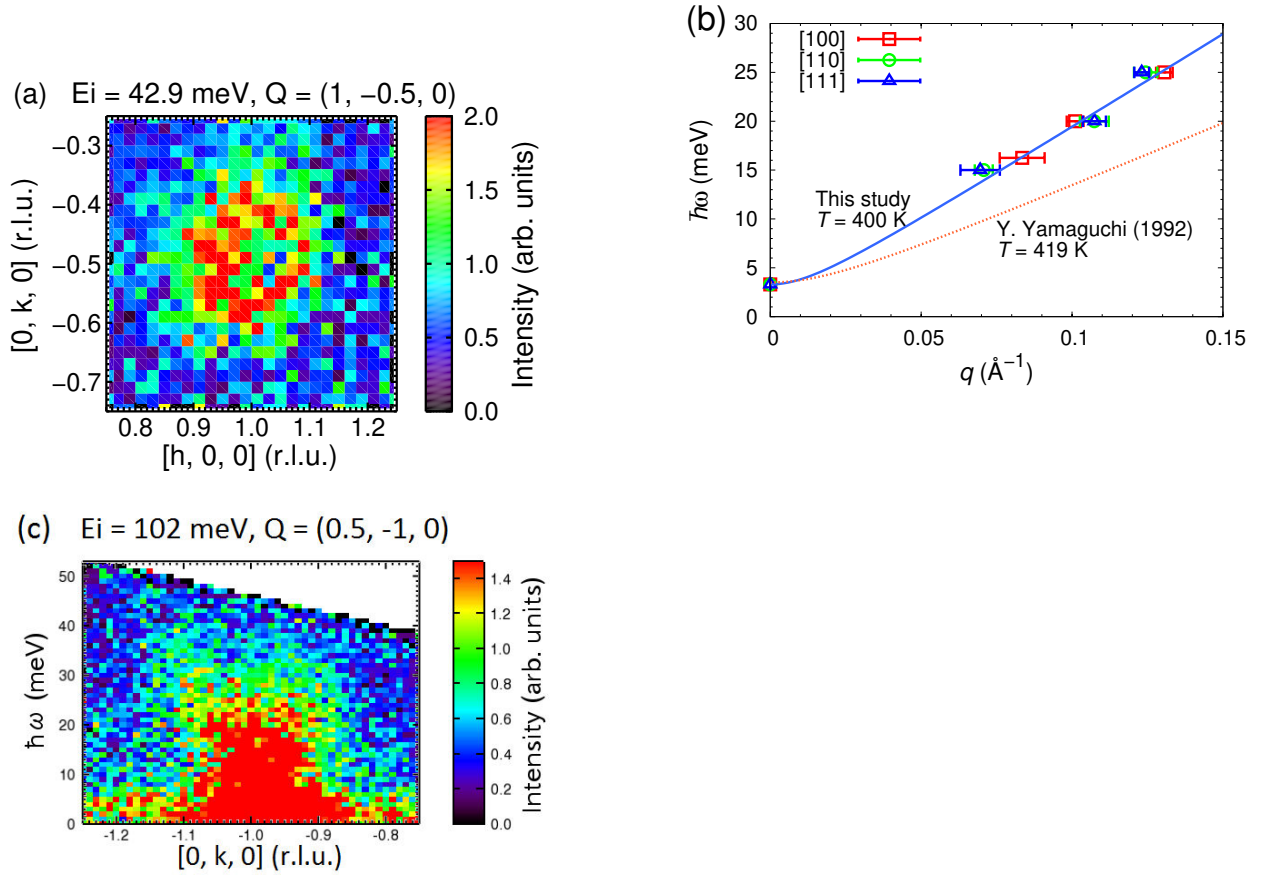 (a) Ei = 42.9 meV, Q = (1, −0.5, 0)
[0, k, 0] (r.l.u.)
−0.3
−0.4
−0.5
−0.6
−0.7
0.8 0.9 1.0 1.1 1.2
[h, 0, 0] (r.l.u.)
2.0
1.5
1.0
0.5
0.0
Intensity (arb. units)
(b)
ħω (meV)
30
25
20
15
10
5
0
[100]
[110]
[111]
This study
T = 400 K
Y. Yamaguchi (1992)
T = 419 K
0 0.05 0.1 0.15
q (Å−1)
(c) Ei = 102 meV, Q = (0.5, -1, 0)
ħω (meV)
50
40
30
20
10
0
-1.2 -1.1 -1.0 -0.9 -0.8
[0, k, 0] (r.l.u.)
1.4
1.2
1.0
0.8
0.6
0.4
0.2
0.0
Intensity (arb. units)